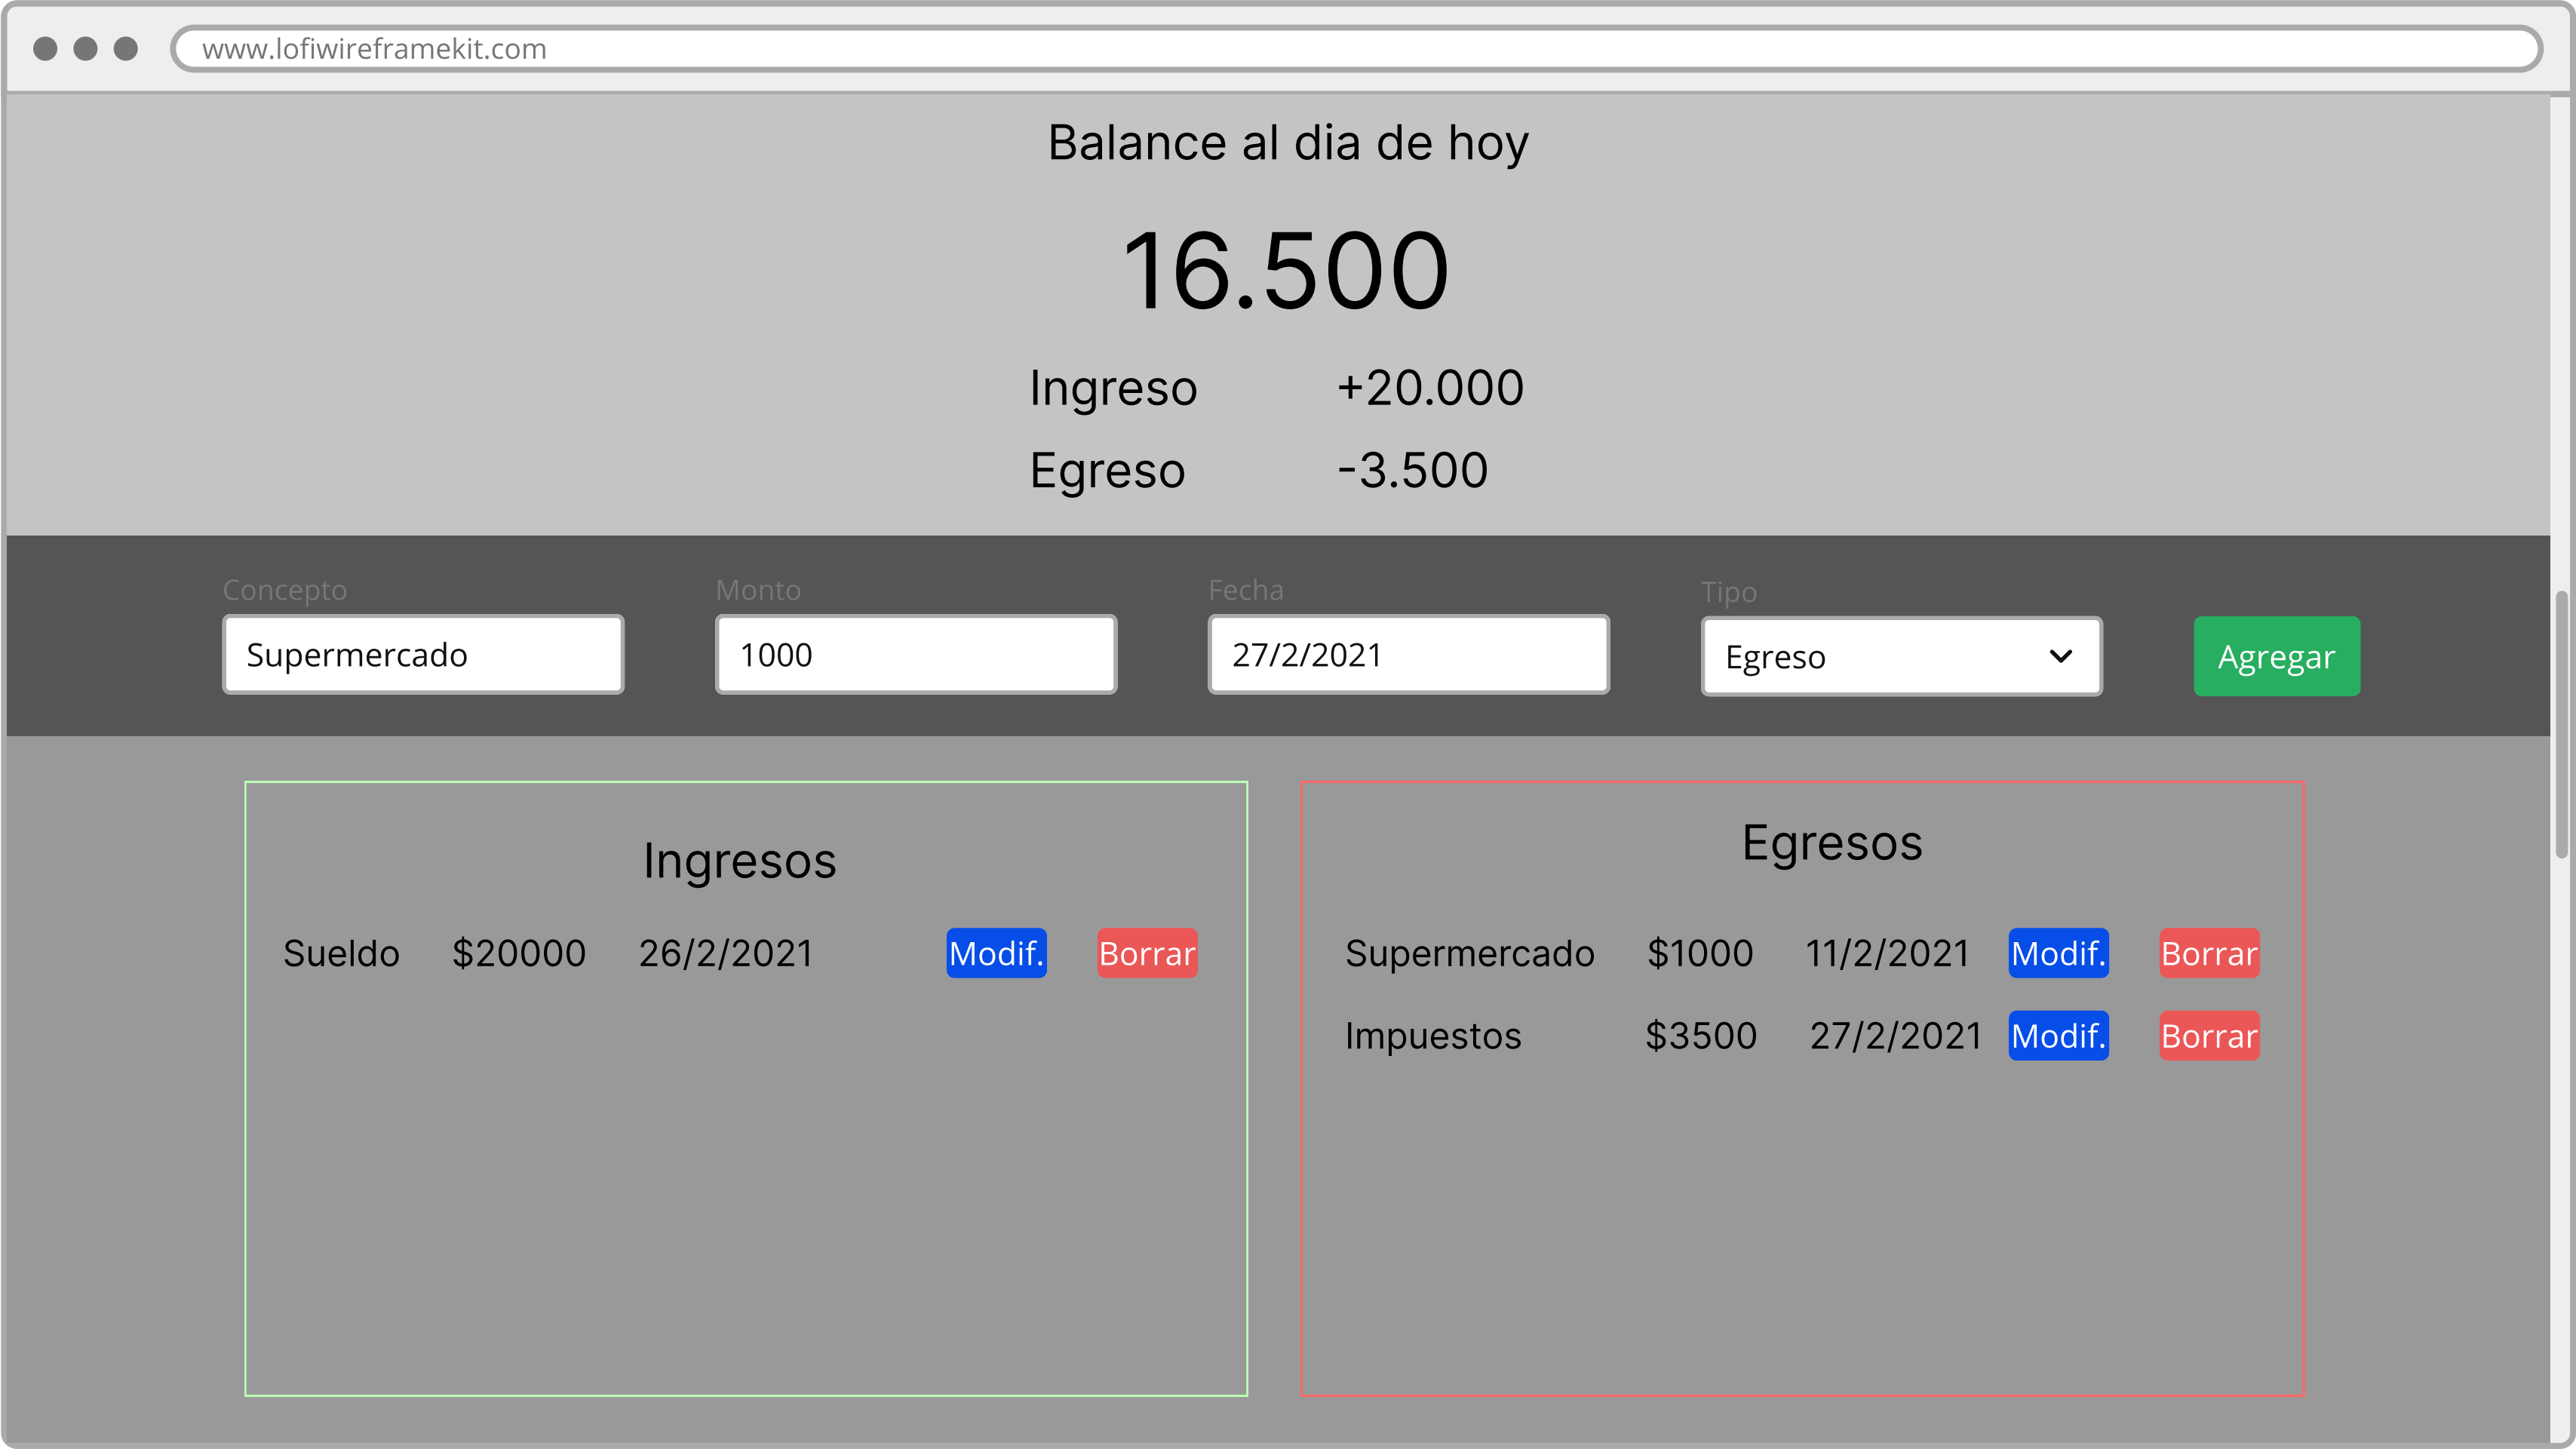 www.lofiwireframekit.com
Balance al dia de hoy
16.500
Ingreso +20.000
Egreso -3.500
Concepto Monto Fecha Tipo
Supermercado 1000 27/2/2021 Egreso Agregar
Ingresos
Sueldo $20000 26/2/2021 Modif. Borrar
Egresos
Supermercado $1000 11/2/2021 Modif. Borrar
Impuestos $3500 27/2/2021 Modif. Borrar